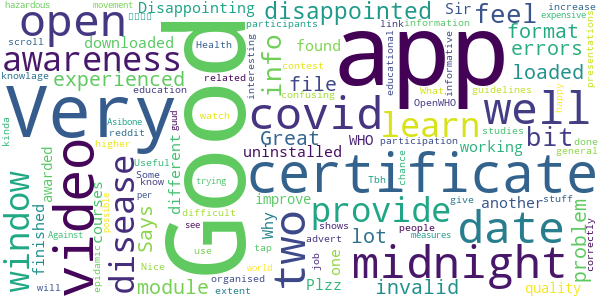 hazardous
movement
increase
expensive
□□□□
Disappointing
participants
Sir
link
information
disappointed
feel
open
scroll
downloaded
Health
awareness
knowlage
experienced
education
related
interesting
info
found
contest
confusing
educational
What
informative
format
errors
loaded
guidelines
happy
presentations
Very
kinda
Asibone
reddit
guud
Good
file
app
OpenWHO
studies
done
general
covid
WHO
participation
learn
working
well
bit
Great
uninstalled
certificate
Useful
higher
watch
different
trying
Some
know
difficult
improve
Tbh
chance
give
another
stuff
video
window
finished
awarded
courses
Against
possible
epidemic
per
will
disease
Says
Nice
module
use
see
tap
world
extent
organised
Why
two
advert
job
shows
Plzz
one
lot
people
measures
provide
midnight
invalid
date
quality
problem
correctly